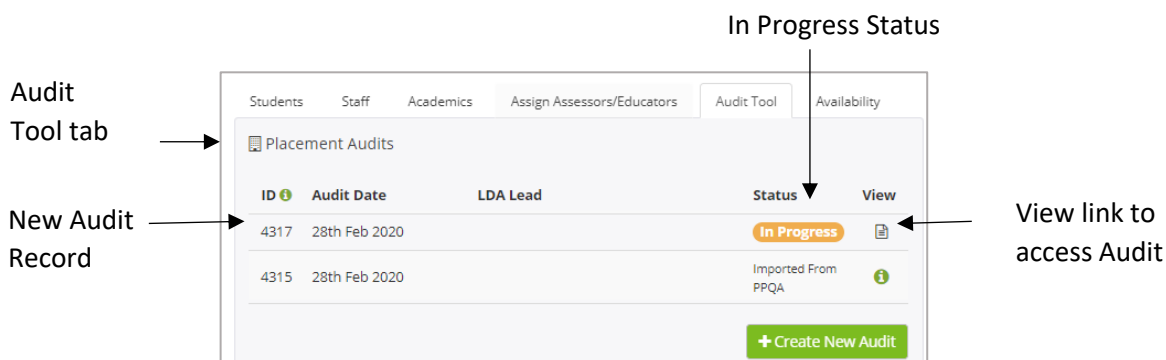 In Progress Status
Audit
Tool tab
Students Staff Academics Assign Assessors/Educators Audit Tool Availability
Placement Audits
ID Audit Date LDA Lead Status View
New Audit
Record
4317 28th Feb 2020 In Progress
View link to
access Audit
4315 28th Feb 2020 Imported From
PPQA
+ Create New Audit